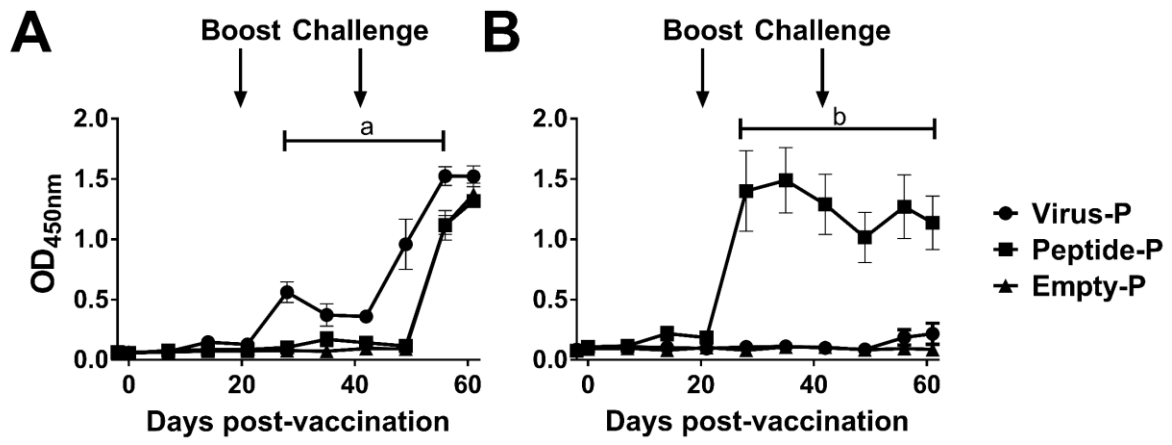 A
Boost Challenge
a
2.0
1.5
1.0
0.5
0.0
0 20 40 60
OD450nm
Days post-vaccination
B
Boost Challenge
b
2.0
1.5
1.0
0.5
0.0
0 20 40 60
Days post-vaccination
Virus-P
Peptide-P
Empty-P